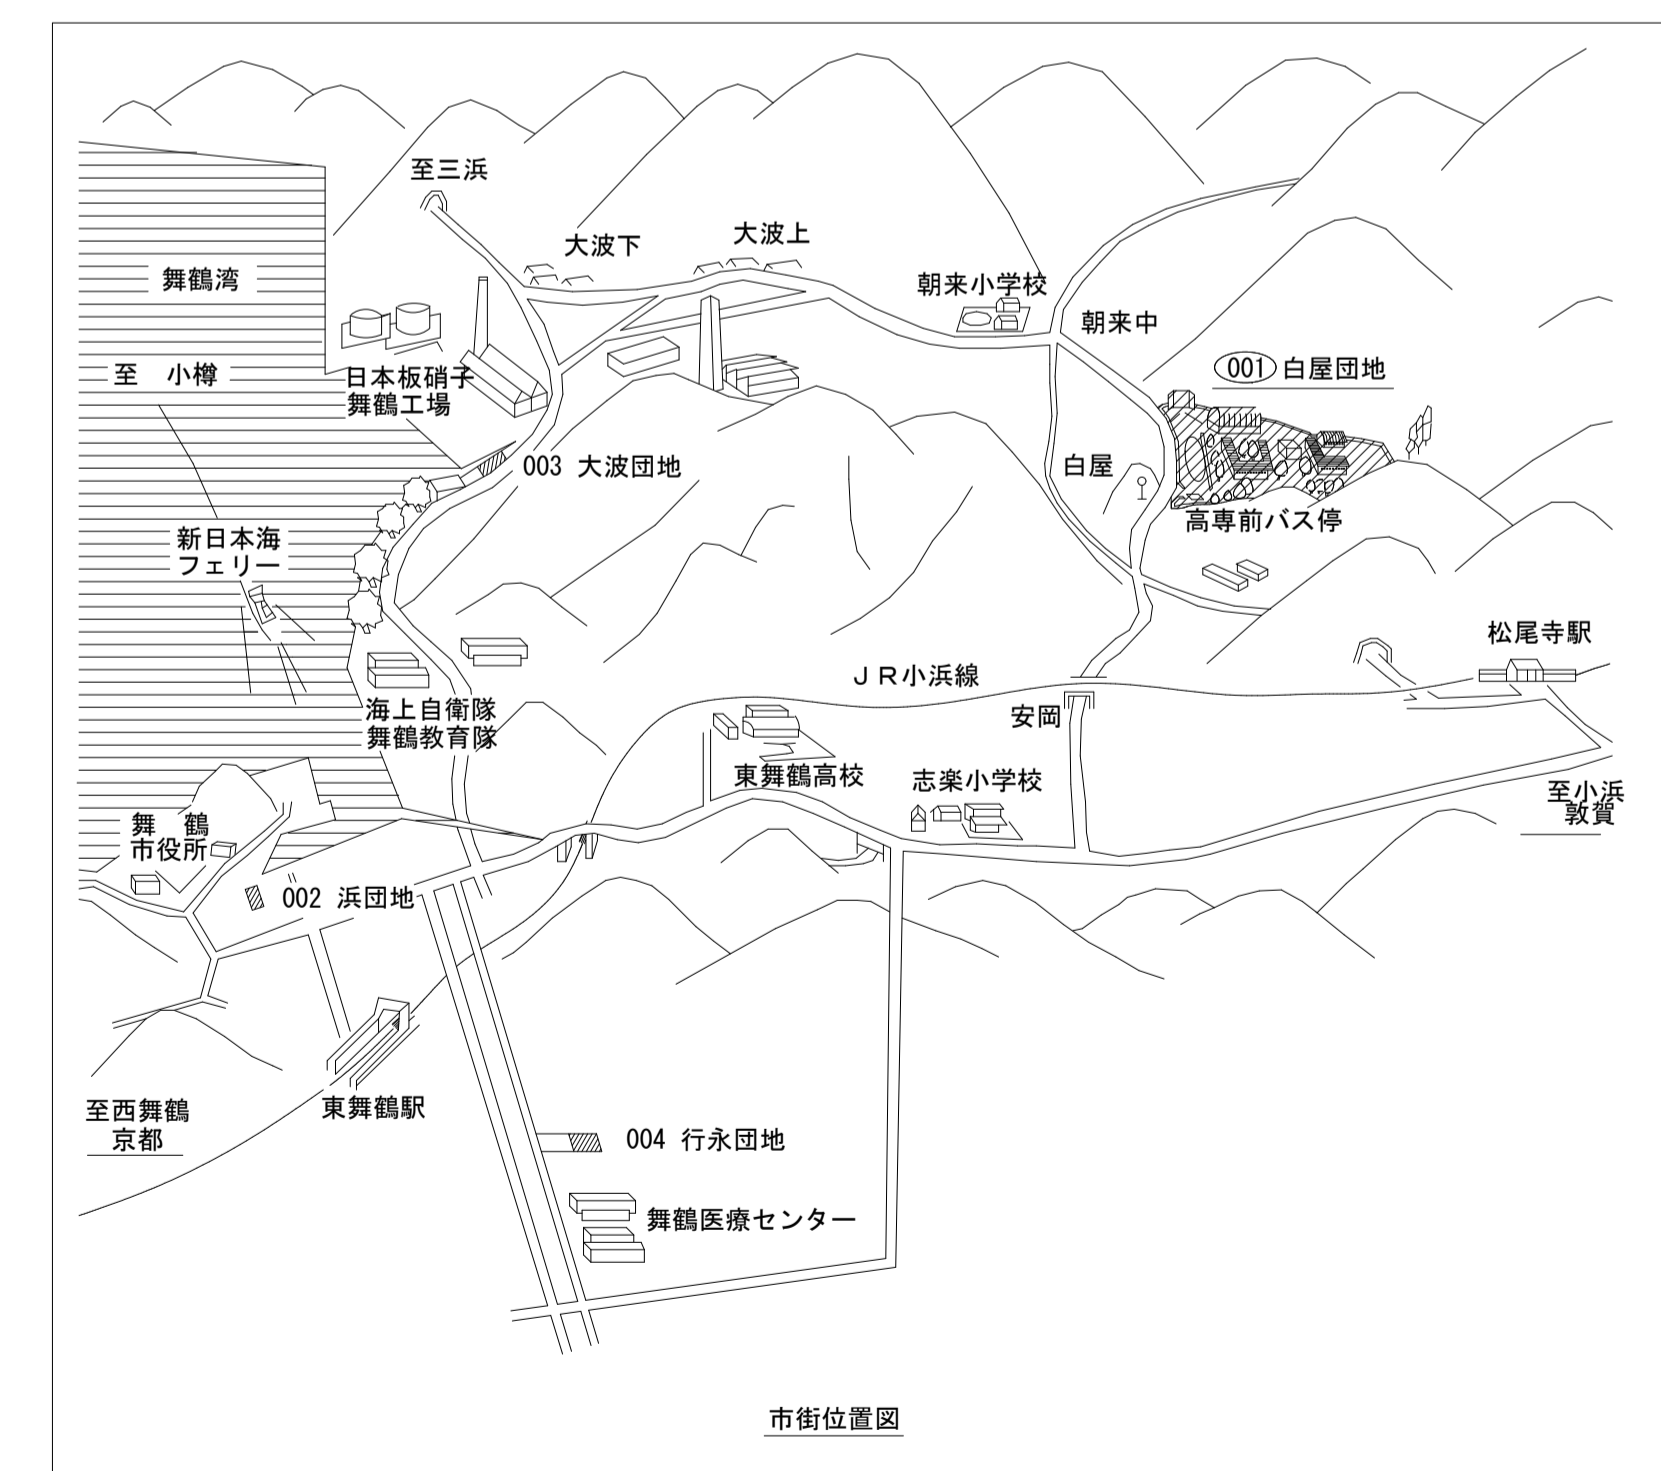 至三浜
大波下
大波上
舞鶴湾
朝来小学校
朝来中
001 白屋団地
至　小樽
日本板硝子
舞鶴工場
003 大波団地
白屋
高専前バス停
新日本海
フェリー
松尾寺駅
ＪＲ小浜線
海上自衛隊
舞鶴教育隊
安岡
東舞鶴高校
志楽小学校
至小浜
敦賀
舞　鶴
市役所
002 浜団地
至西舞鶴
京都
東舞鶴駅
004 行永団地
舞鶴医療センター
市街位置図